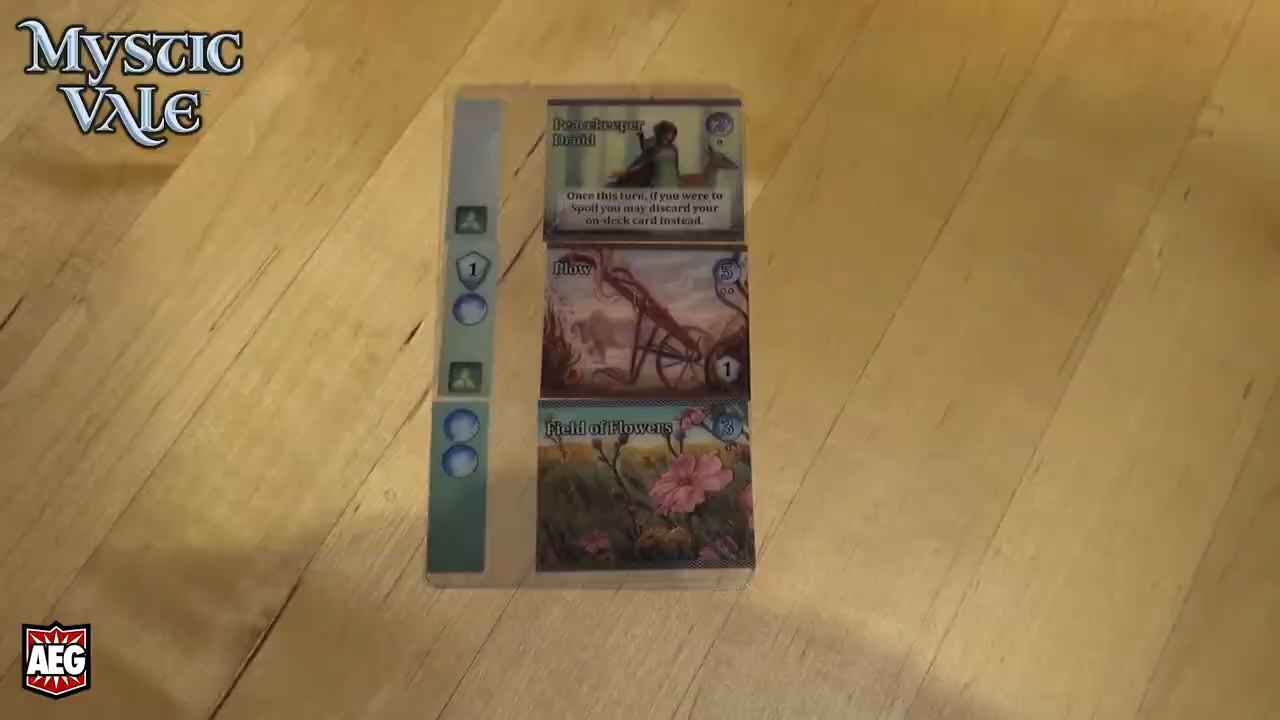 MYSTIC
VALE
Peacekeeper
Druid
2
Once this turn, if you were to
Spoil you may discard your
on-deck card instead.
1
Plow
5
1
Field of Flowers
3
AEG